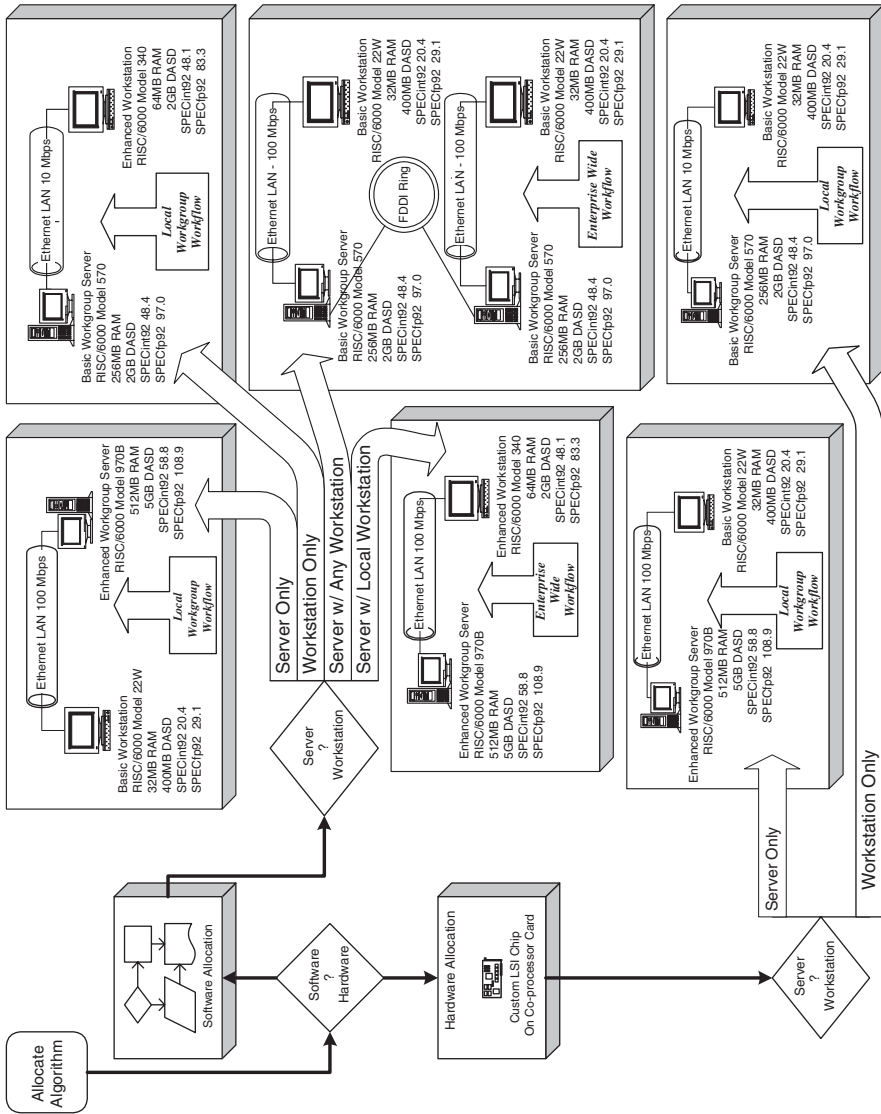 Allocate
Algorithm
Software Allocation
Software
?
Hardware
Hardware Allocation
Custom LSI Chip
On Co-processor Card
Server
?
Workstation
Server
?
Workstation
Server Only
Workstation Only
Server w/ Any Workstation
Server w/ Local Workstation
Server Only
Workstation Only
Ethernet LAN 100 Mbps
Basic Workstation
RISC/6000 Model 22W
32MB RAM
400MB DASD
SPECint92 20.4
SPECfp92 29.1
Enhanced Workgroup Server
RISC/6000 Model 970B
512MB RAM
5GB DASD
SPECint92 58.8
SPECfp92 108.9
Local
Workgroup
Workflow
Ethernet LAN 10 Mbps
Basic Workgroup Server
RISC/6000 Model 570
256MB RAM
2GB DASD
SPECint92 48.4
SPECfp92 97.0
Enhanced Workstation
RISC/6000 Model 340
64MB RAM
2GB DASD
SPECint92 48.1
SPECfp92 83.3
Local
Workgroup
Workflow
Ethernet LAN - 100 Mbps
Basic Workgroup Server
RISC/6000 Model 570
256MB RAM
2GB DASD
SPECint92 48.4
SPECfp92 97.0
Basic Workstation
RISC/6000 Model 22W
32MB RAM
400MB DASD
SPECint92 20.4
SPECfp92 29.1
FDDI Ring
Ethernet LAN - 100 Mbps
Basic Workgroup Server
RISC/6000 Model 570
256MB RAM
2GB DASD
SPECint92 48.4
SPECfp92 97.0
Basic Workstation
RISC/6000 Model 22W
32MB RAM
400MB DASD
SPECint92 20.4
SPECfp92 29.1
Enterprise Wide
Workflow
Ethernet LAN 100 Mbps
Enhanced Workgroup Server
RISC/6000 Model 970B
512MB RAM
5GB DASD
SPECint92 58.8
SPECfp92 108.9
Enhanced Workstation
RISC/6000 Model 340
64MB RAM
2GB DASD
SPECint92 48.1
SPECfp92 83.3
Enterprise
Wide
Workflow
Ethernet LAN 100 Mbps
Enhanced Workgroup Server
RISC/6000 Model 970B
512MB RAM
5GB DASD
SPECint92 58.8
SPECfp92 108.9
Basic Workstation
RISC/6000 Model 22W
32MB RAM
400MB DASD
SPECint92 20.4
SPECfp92 29.1
Local
Workgroup
Workflow
Ethernet LAN 10 Mbps
Basic Workgroup Server
RISC/6000 Model 570
256MB RAM
2GB DASD
SPECint92 48.4
SPECfp92 97.0
Basic Workstation
RISC/6000 Model 22W
32MB RAM
400MB DASD
SPECint92 20.4
SPECfp92 29.1
Local
Workgroup
Workflow